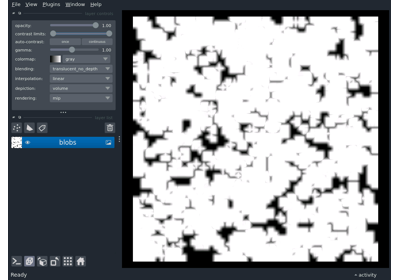 File View Plugins Window Help
opacity: 1.00
contrast limits:
auto-contrast: once continuous
gamma: 1.00
colormap: gray
blending: translucent_no_depth
interpolation: linear
depiction: volume
rendering: mip
blobs
Ready
activity